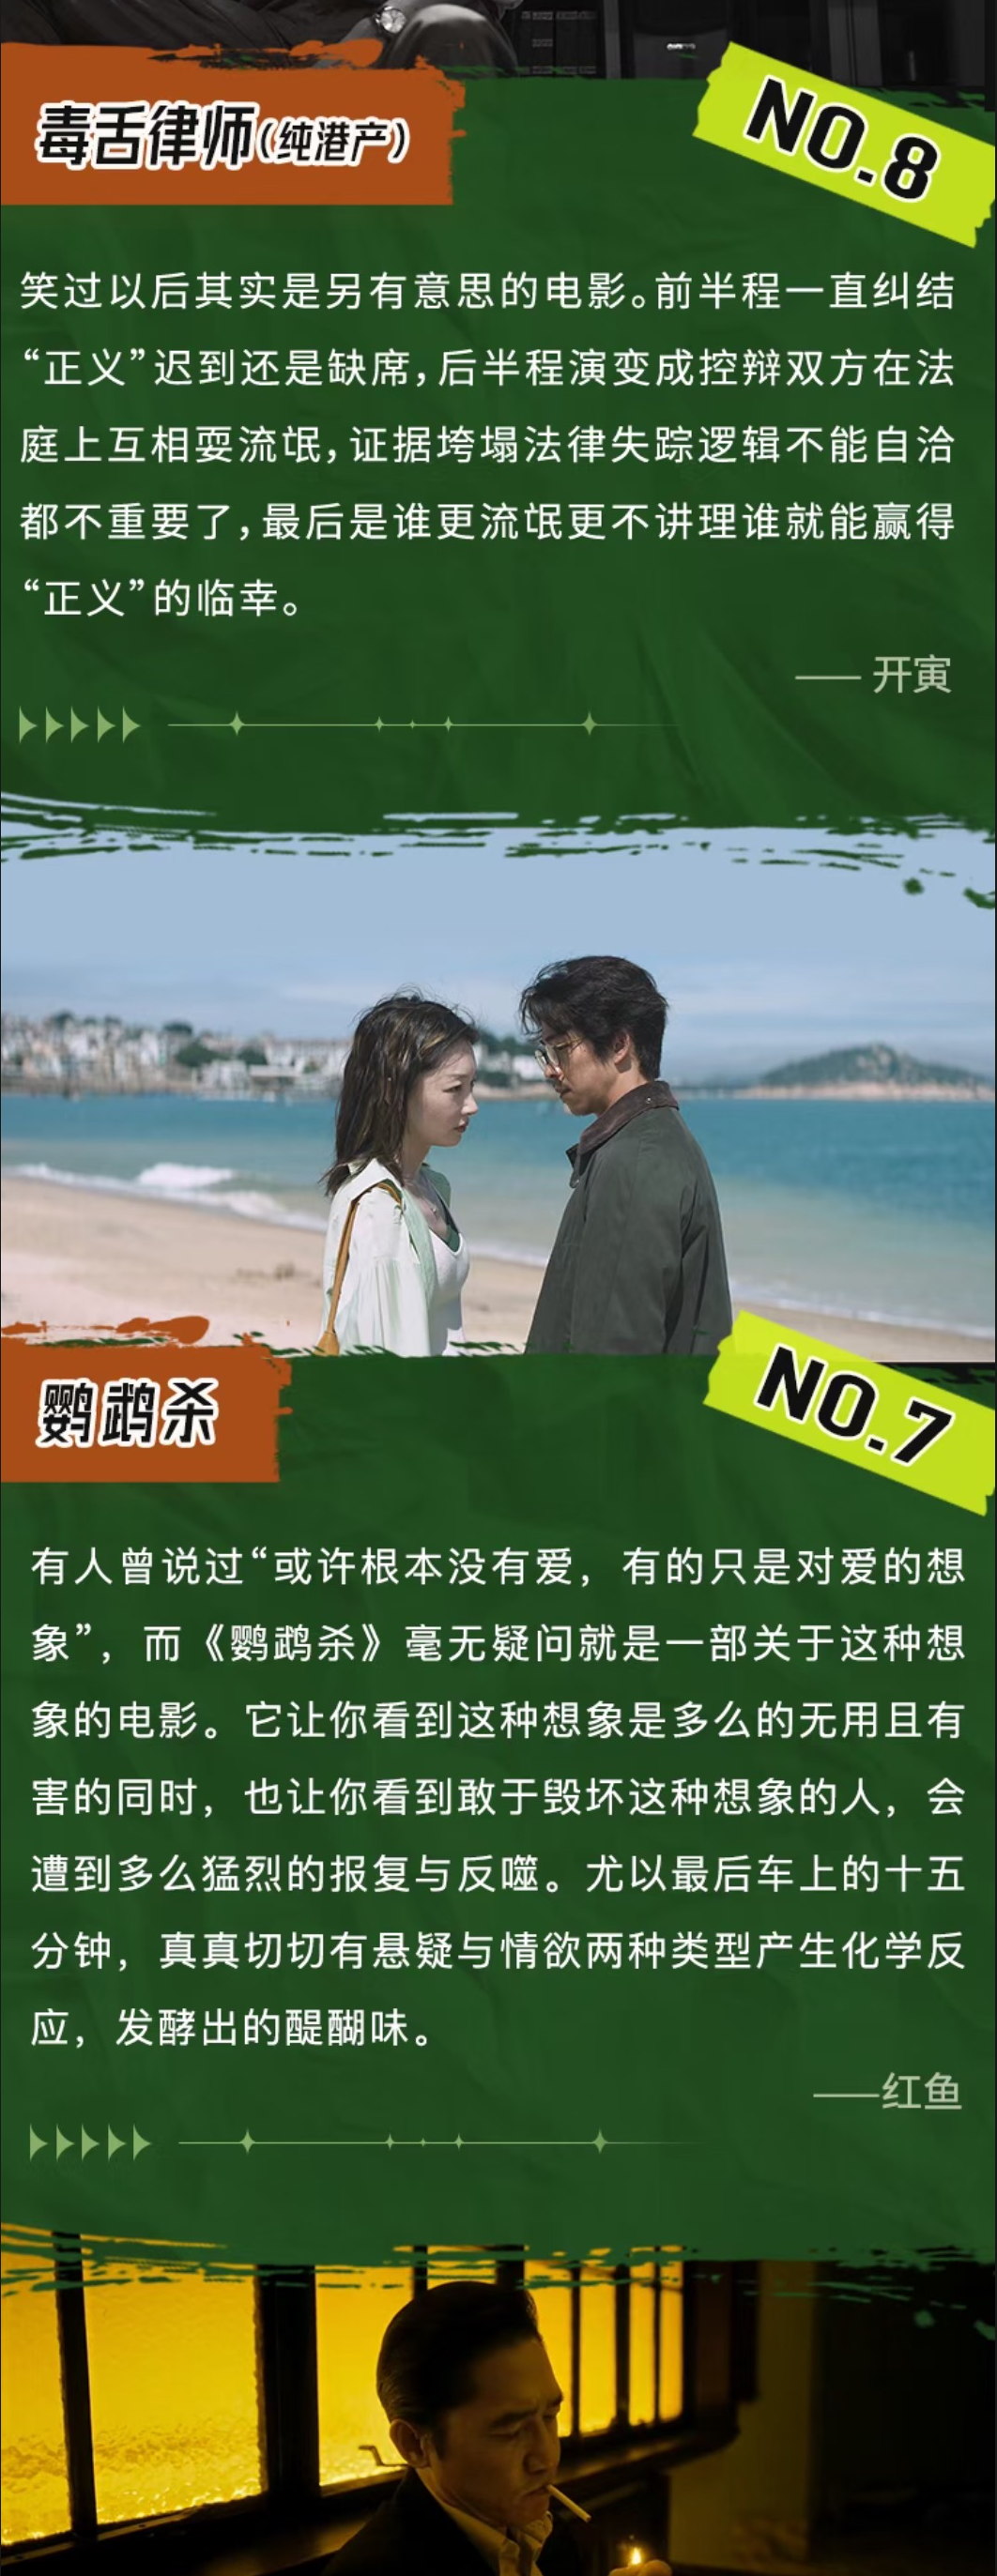 毒舌律师（纯港产）
NO.8
笑过以后其实是另有意思的电影。前半程一直纠结
“正义”迟到还是缺席，后半程演变成控辩双方在法
庭上互相耍流氓，证据垮塌法律失踪逻辑不能自洽
都不重要了，最后是谁更流氓更不讲理谁就能赢得
“正义”的临幸。
—— 开寅
鹦鹉杀
NO.7
有人曾说过“或许根本没有爱，有的只是对爱的想
象”，而《鹦鹉杀》毫无疑问就是一部关于这种想
象的电影。它让你看到这种想象是多么的无用且有
害的同时，也让你看到敢于毁坏这种想象的人，会
遭到多么猛烈的报复与反噬。尤以最后车上的十五
分钟，真真切切有悬疑与情欲两种类型产生化学反
应，发酵出的醍醐味。
——红鱼